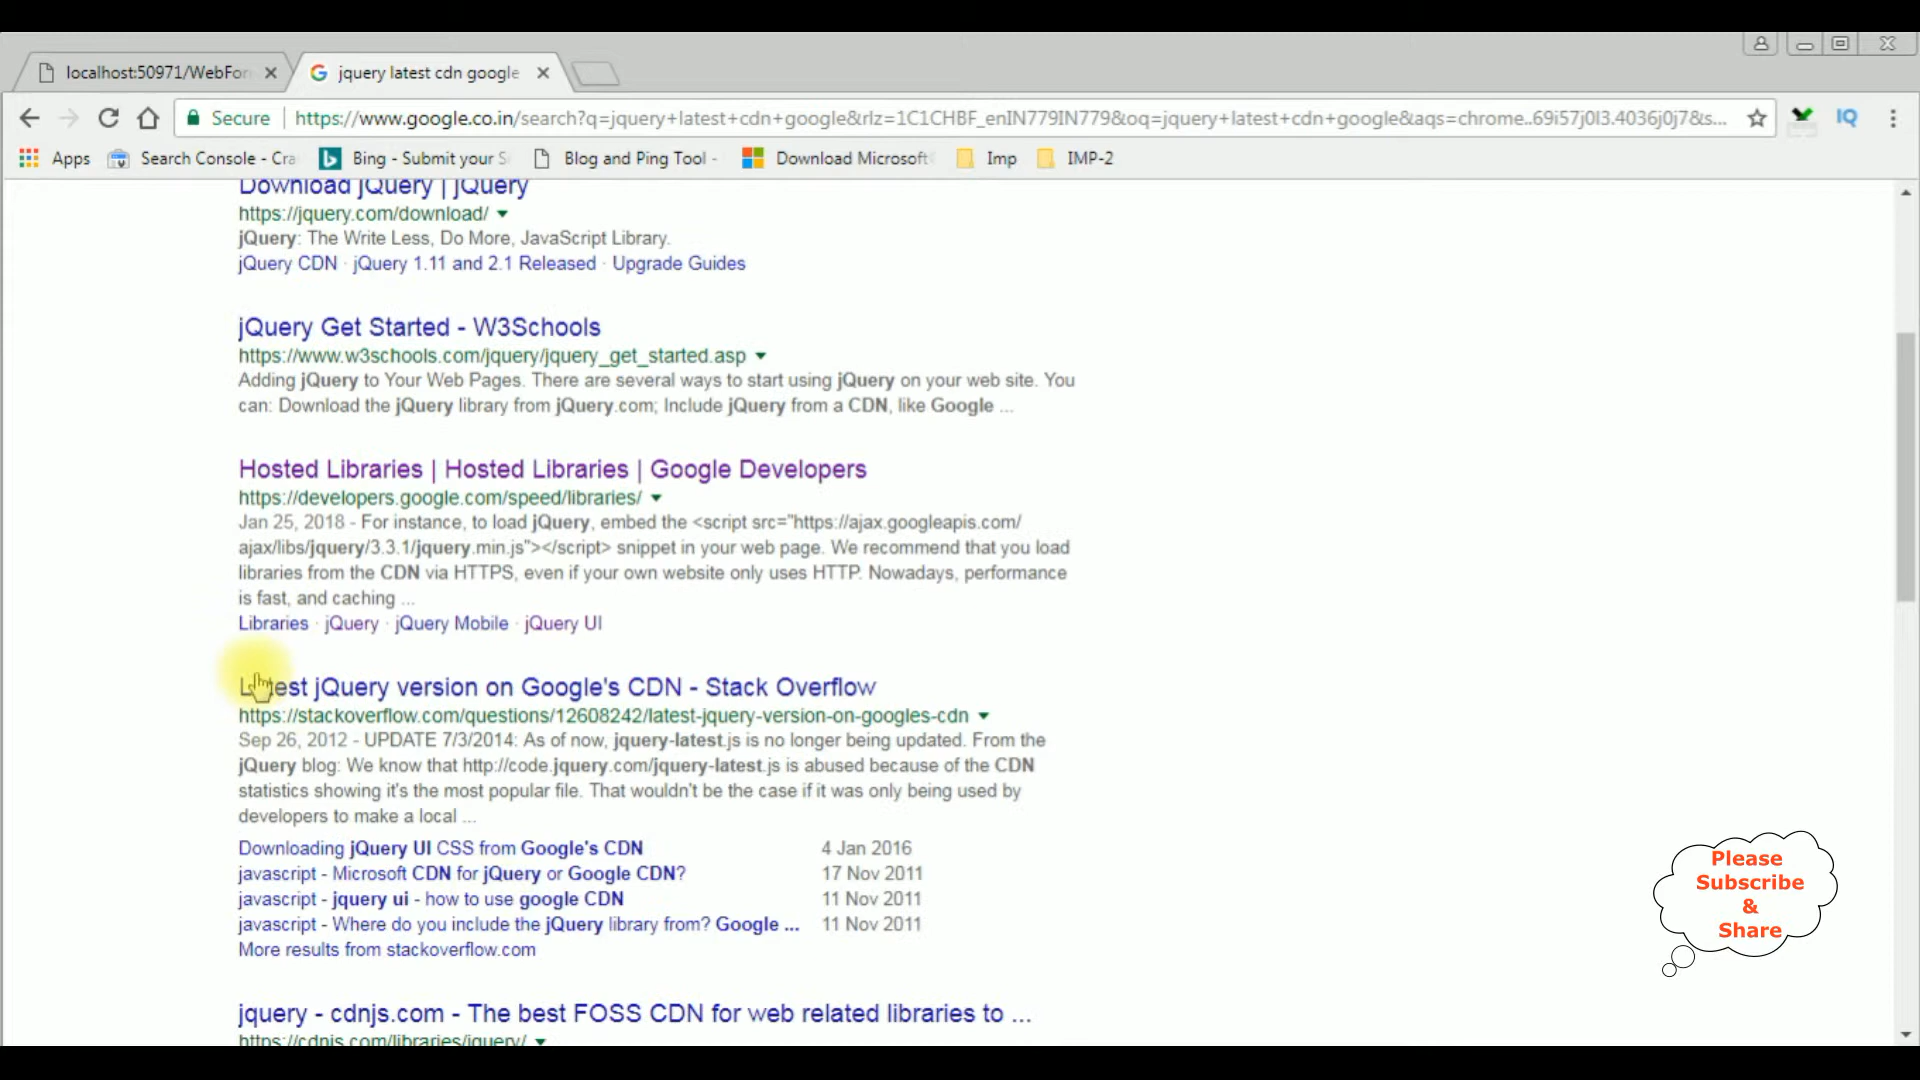 localhost:50971/WebFor
jquery latest cdn google
Secure
https://www.google.co.in/search?q=jquery+latest+cdn+google&rlz=1C1CHBF_enIN779IN779&oq=jquery+latest+cdn+google&aqs=chrome..69i57j0l3.4036j0j7&s...
IQ
Apps
Search Console - Cra
Bing - Submit your S
Blog and Ping Tool -
Download Microsoft
Imp
IMP-2
Download jQuery | jQuery
https://jquery.com/download/
jQuery: The Write Less, Do More, JavaScript Library.
jQuery CDN · jQuery 1.11 and 2.1 Released · Upgrade Guides
jQuery Get Started - W3Schools
https://www.w3schools.com/jquery/jquery_get_started.asp
Adding jQuery to Your Web Pages. There are several ways to start using jQuery on your web site. You
can: Download the jQuery library from jQuery.com; Include jQuery from a CDN, like Google ...
Hosted Libraries | Hosted Libraries | Google Developers
https://developers.google.com/speed/libraries/
Jan 25, 2018 - For instance, to load jQuery, embed the <script src="https://ajax.googleapis.com/
ajax/libs/jquery/3.3.1/jquery.min.js"></script> snippet in your web page. We recommend that you load
libraries from the CDN via HTTPS, even if your own website only uses HTTP. Nowadays, performance
is fast, and caching ...
Libraries · jQuery · jQuery Mobile · jQuery UI
Latest jQuery version on Google's CDN - Stack Overflow
https://stackoverflow.com/questions/12608242/latest-jquery-version-on-googles-cdn
Sep 26, 2012 - UPDATE 7/3/2014: As of now, jquery-latest.js is no longer being updated. From the
jQuery blog: We know that http://code.jquery.com/jquery-latest.js is abused because of the CDN
statistics showing it's the most popular file. That wouldn't be the case if it was only being used by
developers to make a local ...
Downloading jQuery UI CSS from Google's CDN 4 Jan 2016
javascript - Microsoft CDN for jQuery or Google CDN? 17 Nov 2011
javascript - jquery ui - how to use google CDN 11 Nov 2011
javascript - Where do you include the jQuery library from? Google ... 11 Nov 2011
More results from stackoverflow.com
jquery - cdnjs.com - The best FOSS CDN for web related libraries to ...
https://cdnjs.com/libraries/jquery/
Please
Subscribe
&
Share